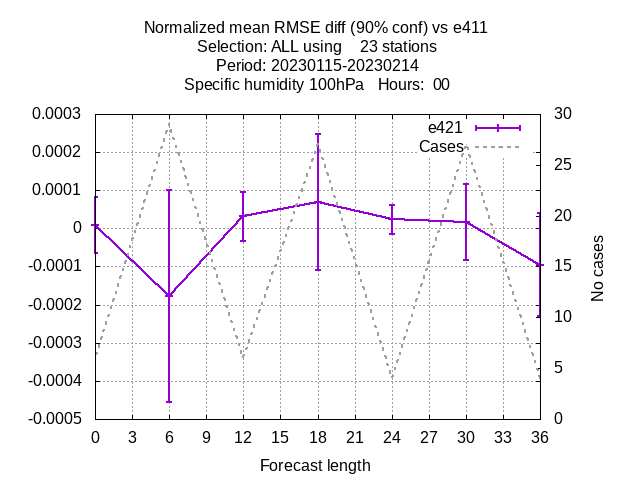 Normalized mean RMSE diff (90% conf) vs e411
Selection: ALL using    23 stations
Period: 20230115-20230214
Specific humidity 100hPa   Hours:  00
0.0003
0.0002
0.0001
0
-0.0001
-0.0002
-0.0003
-0.0004
-0.0005
e421
Cases
30
25
20
15
10
5
0
No cases
0 3 6 9 12 15 18 21 24 27 30 33 36
Forecast length